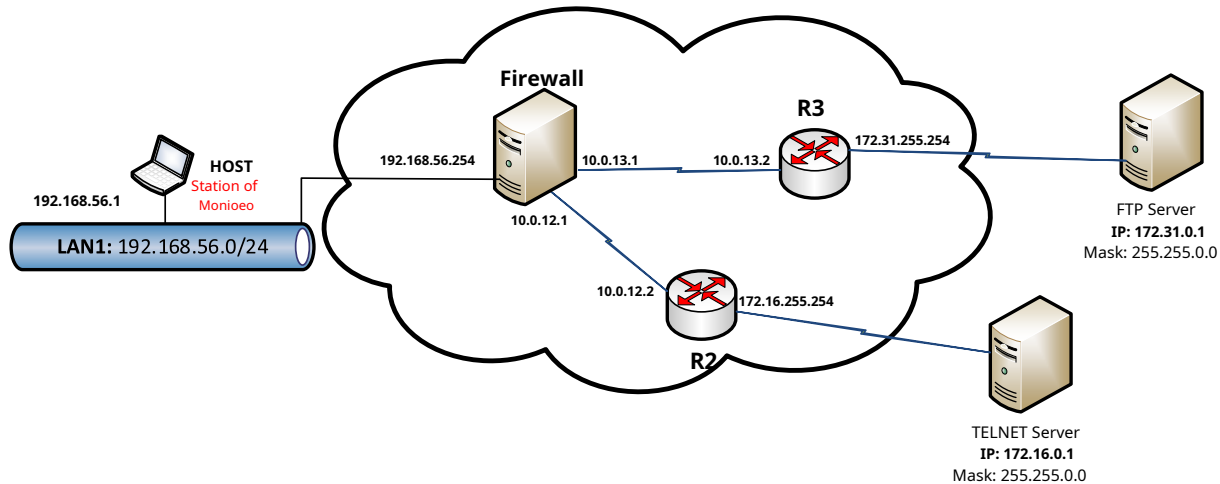 Firewall
R3
172.31.255.254
HOST
192.168.56.254
10.0.13.1
10.0.13.2
Station of
Monioeo
192.168.56.1
FTP Server
10.0.12.1
IP: 172.31.0.1
LAN1: 192.168.56.0/24
Mask: 255.255.0.0
10.0.12.2
172.16.255.254
R2
TELNET Server
IP: 172.16.0.1
Mask: 255.255.0.0